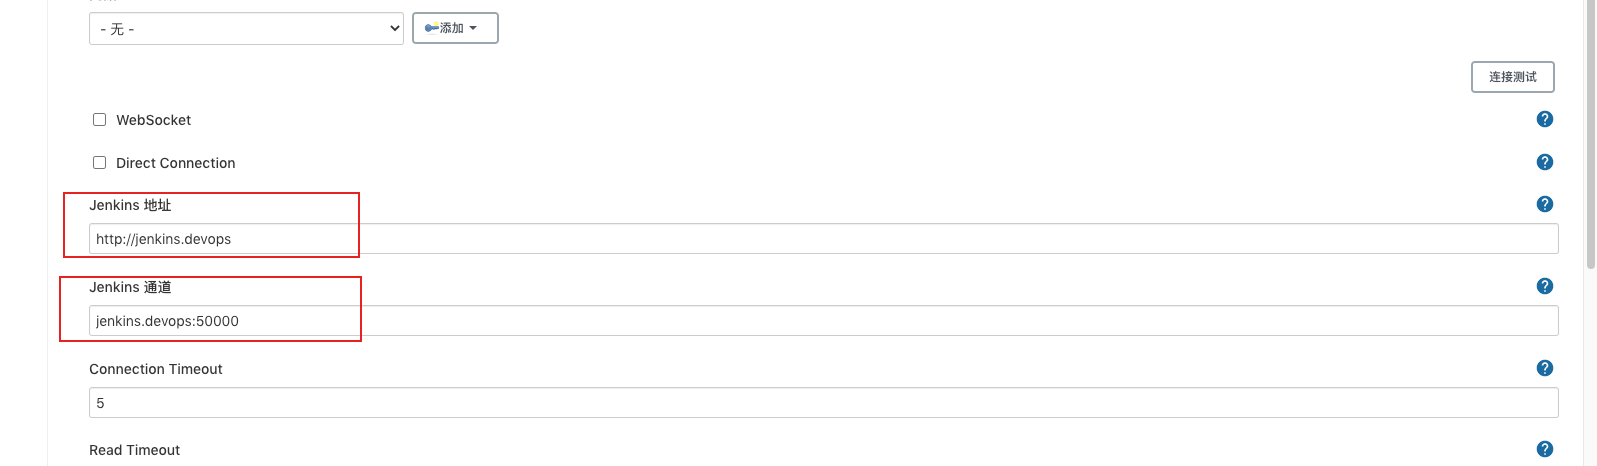 - 无 -
添加
连接测试
WebSocket
Direct Connection
Jenkins 地址
http://jenkins.devops
Jenkins 通道
jenkins.devops:50000
Connection Timeout
5
Read Timeout